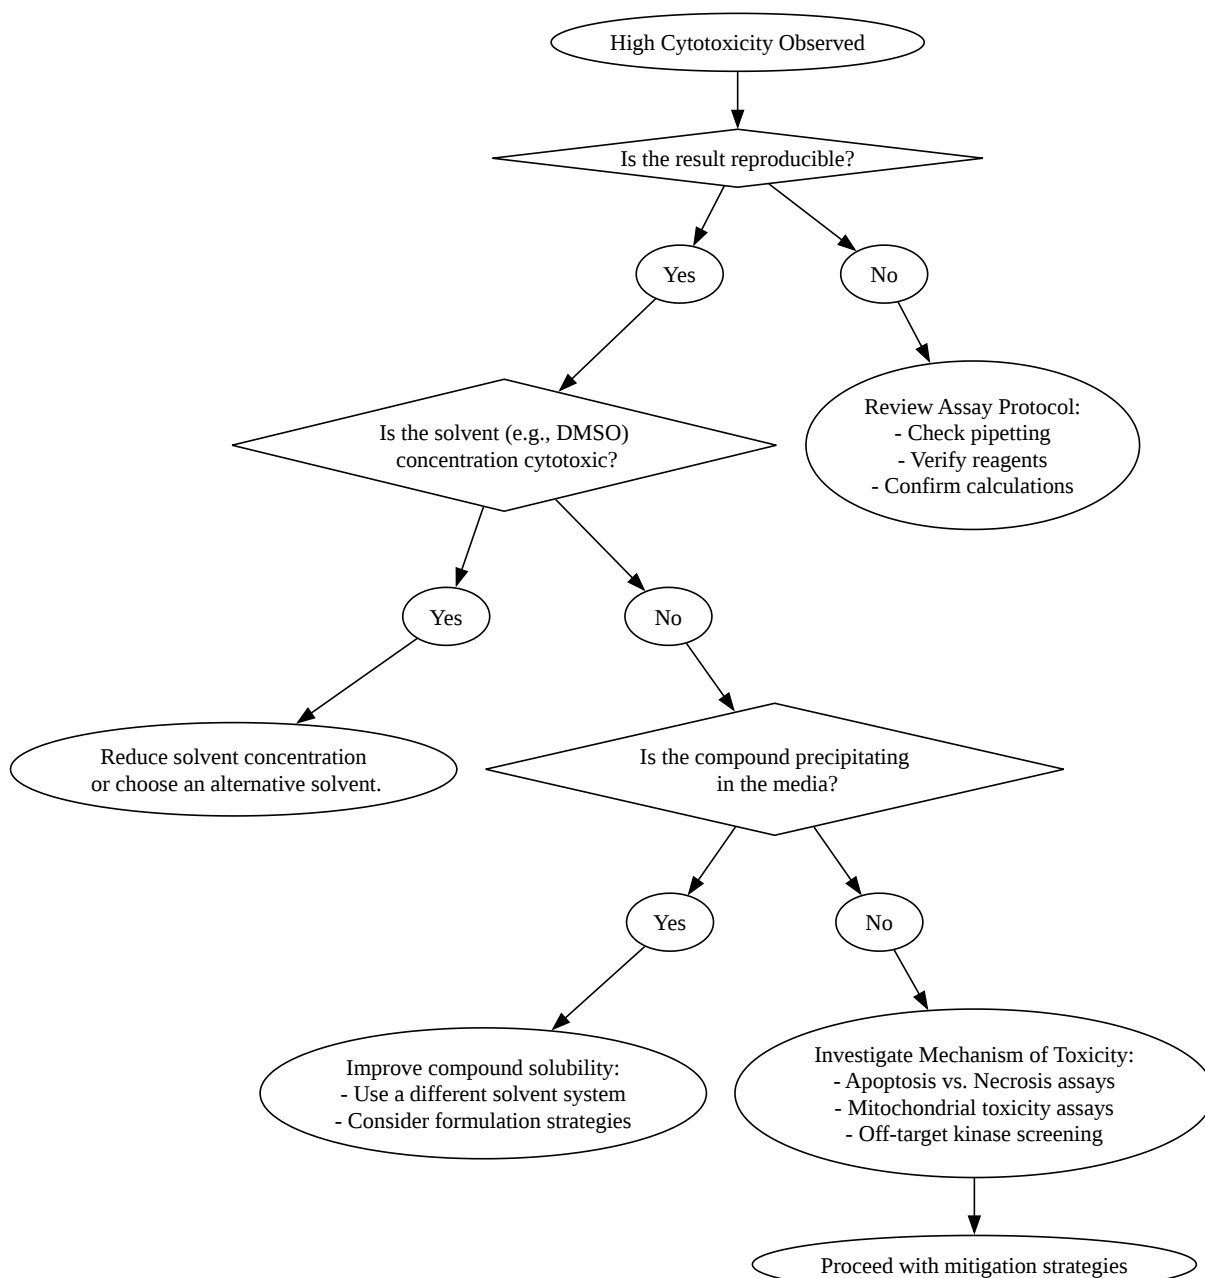 High Cytotoxicity Observed
Is the result reproducible?
Yes
No
Is the solvent (e.g., DMSO)
concentration cytotoxic?
Review Assay Protocol:
- Check pipetting
- Verify reagents
- Confirm calculations
Yes
No
Reduce solvent concentration
or choose an alternative solvent.
Is the compound precipitating
in the media?
Yes
No
Improve compound solubility:
- Use a different solvent system
- Consider formulation strategies
Investigate Mechanism of Toxicity:
- Apoptosis vs. Necrosis assays
- Mitochondrial toxicity assays
- Off-target kinase screening
Proceed with mitigation strategies